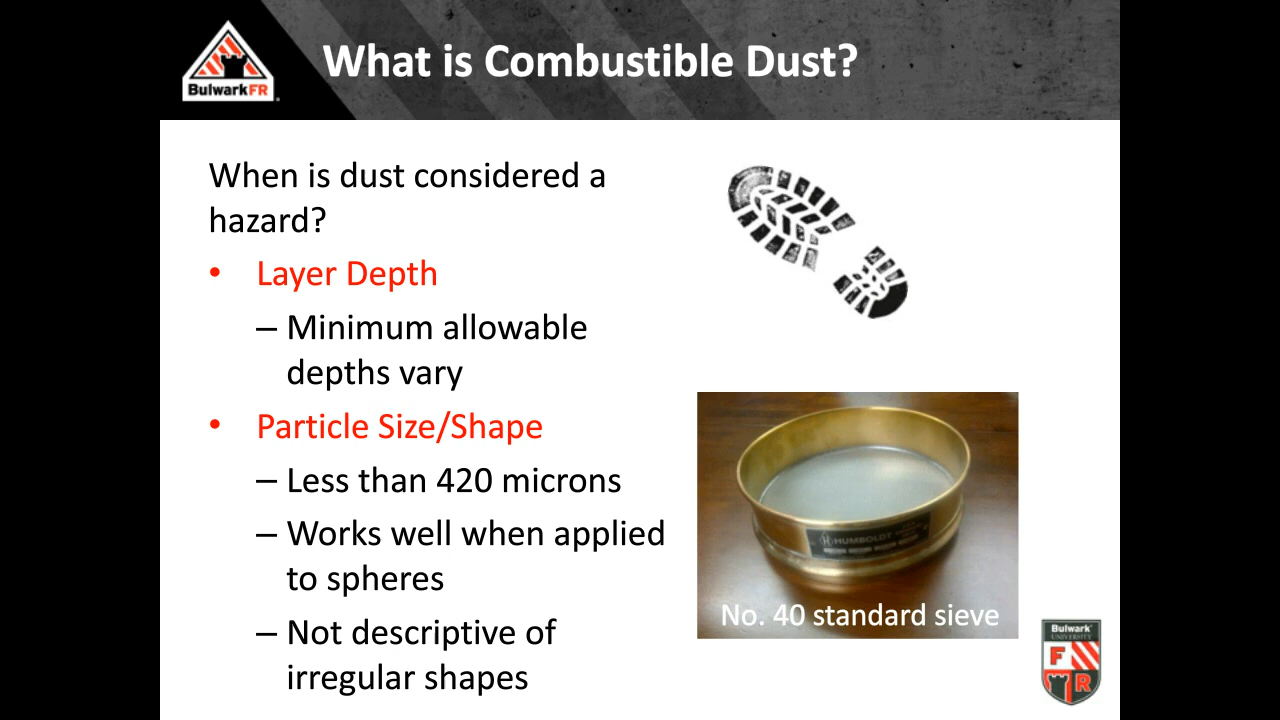 BulwarkFR
What is Combustible Dust?
When is dust considered a
hazard?
• Layer Depth
– Minimum allowable
depths vary
• Particle Size/Shape
– Less than 420 microns
– Works well when applied
to spheres
– Not descriptive of
irregular shapes
HUMBOLDT
No. 40 standard sieve
Bulwark
UNIVERSITY
F
R